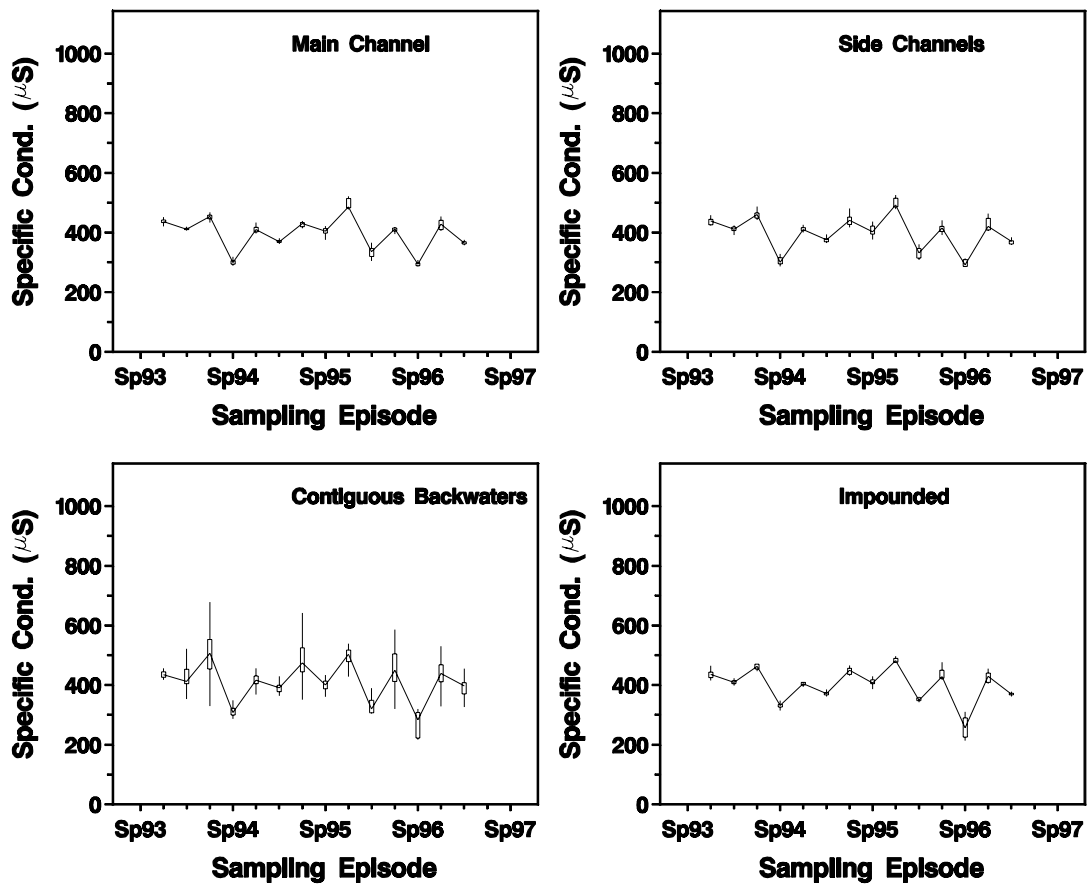 Main Channel
Specific Cond. (μS)
1000
800
600
400
200
0
Sp93 Sp94 Sp95 Sp96 Sp97
Sampling Episode
Side Channels
Specific Cond. (μS)
1000
800
600
400
200
0
Sp93 Sp94 Sp95 Sp96 Sp97
Sampling Episode
Contiguous Backwaters
Specific Cond. (μS)
1000
800
600
400
200
0
Sp93 Sp94 Sp95 Sp96 Sp97
Sampling Episode
Impounded
Specific Cond. (μS)
1000
800
600
400
200
0
Sp93 Sp94 Sp95 Sp96 Sp97
Sampling Episode